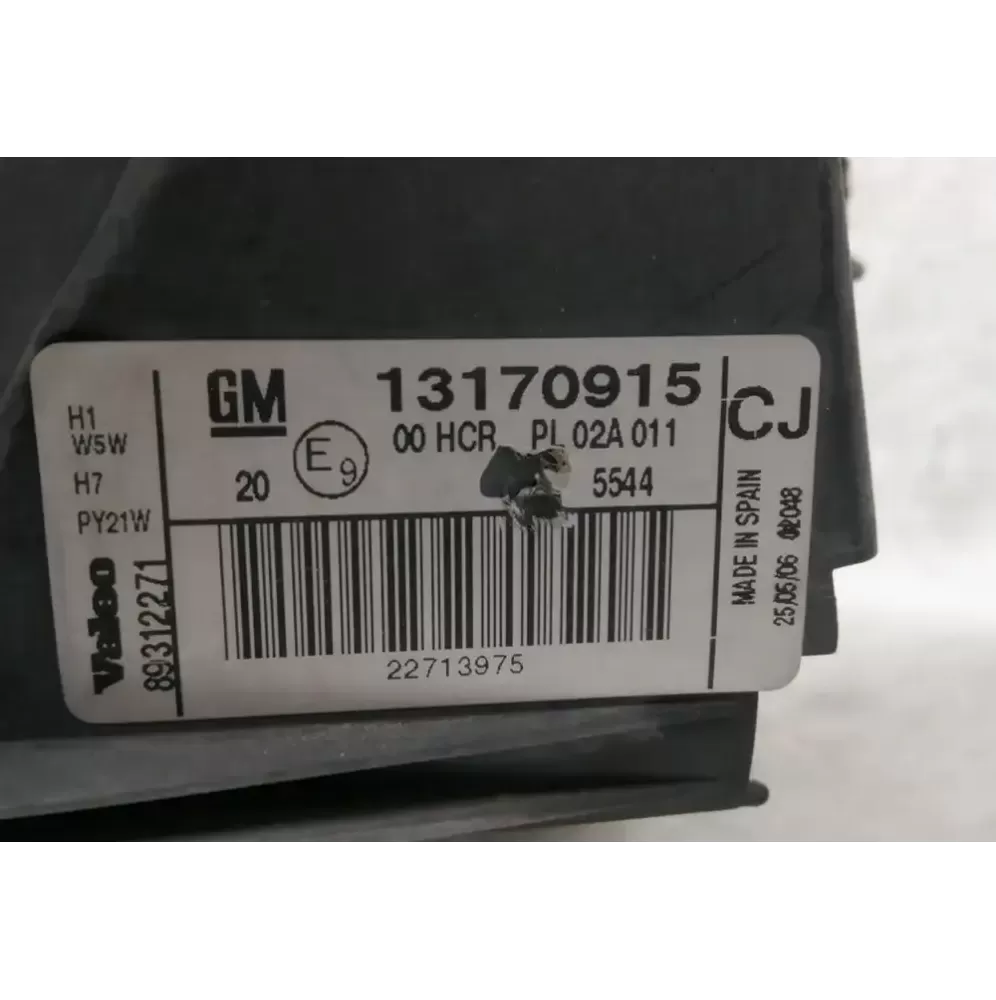 H1
W5W
H7
PY21W
Valeo
89312271
GM 13170915
00 HCR PL 02A 011
20 E9 5544
22713975
CJ
MADE IN SPAIN
25/05/06